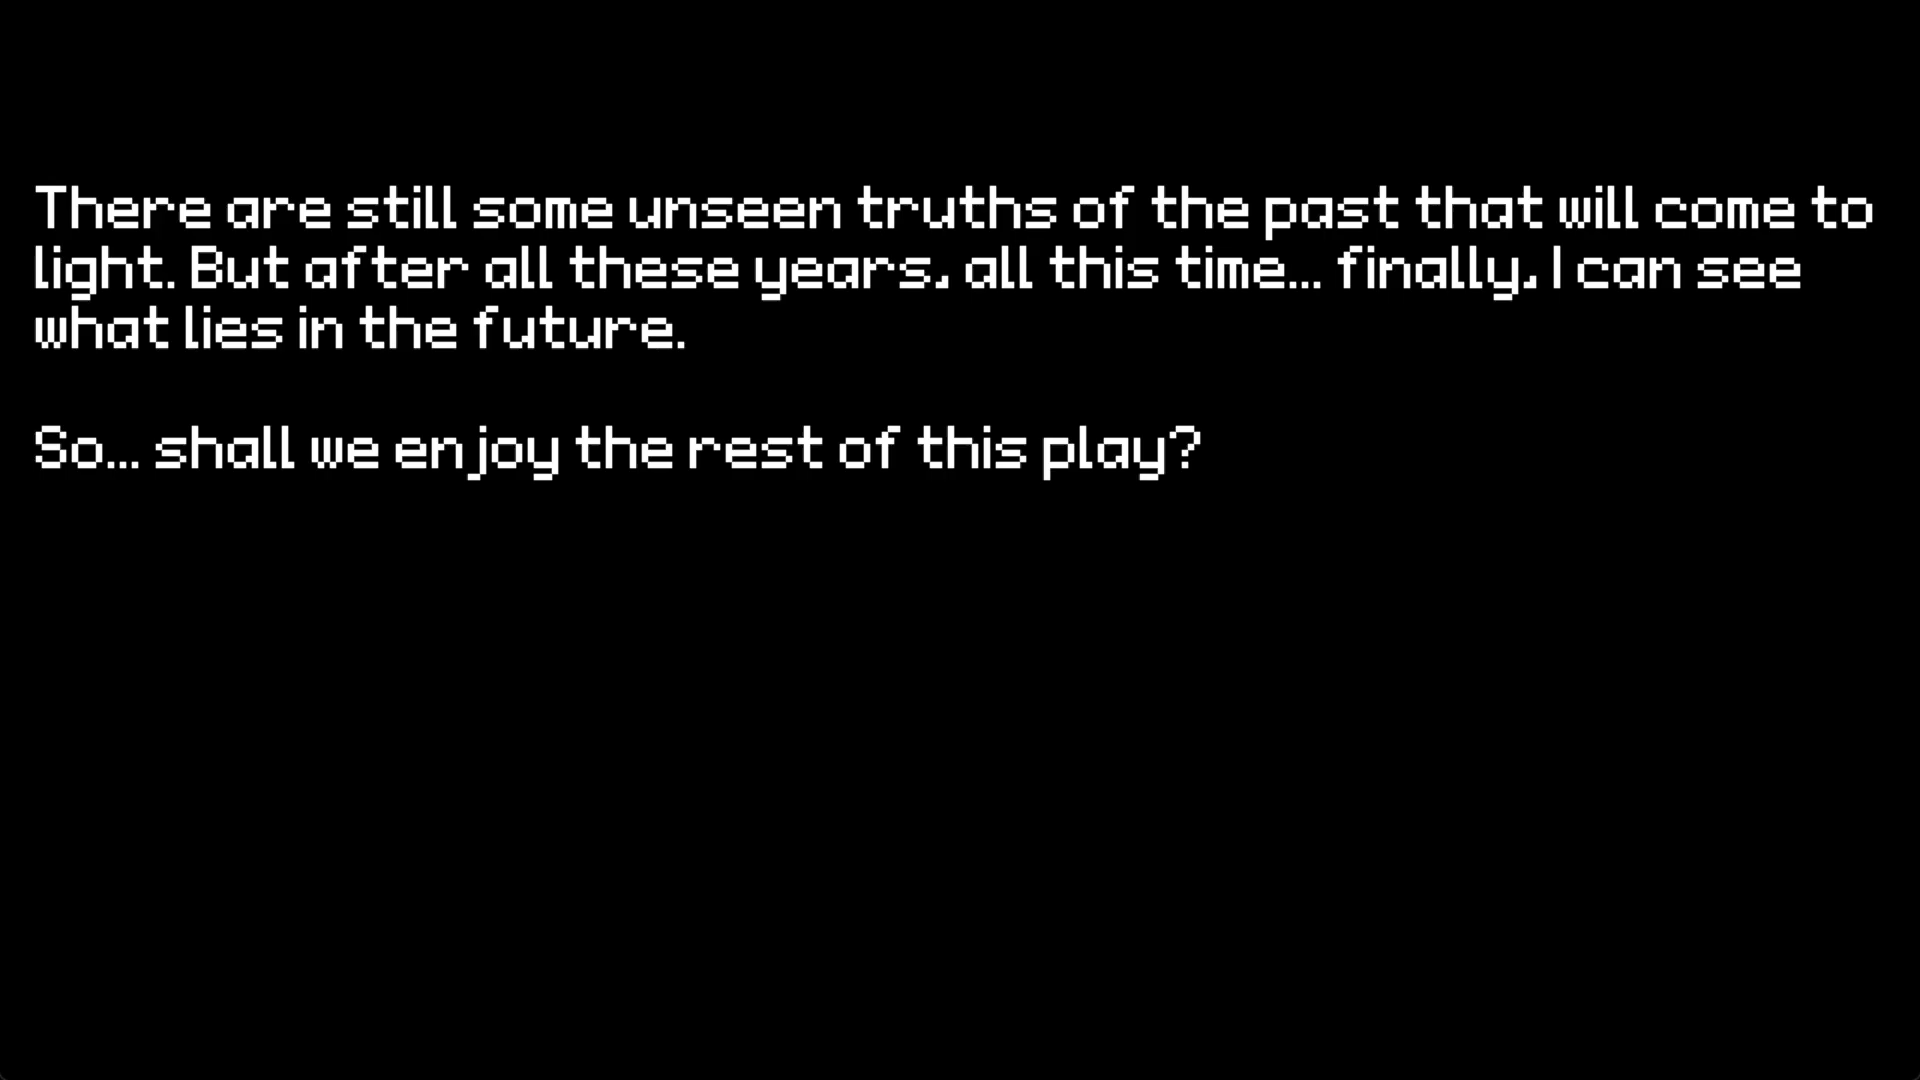 There are still some unseen truths of the past that will come to
light. But after all these years, all this time... finally, I can see
what lies in the future.
So... shall we enjoy the rest of this play?